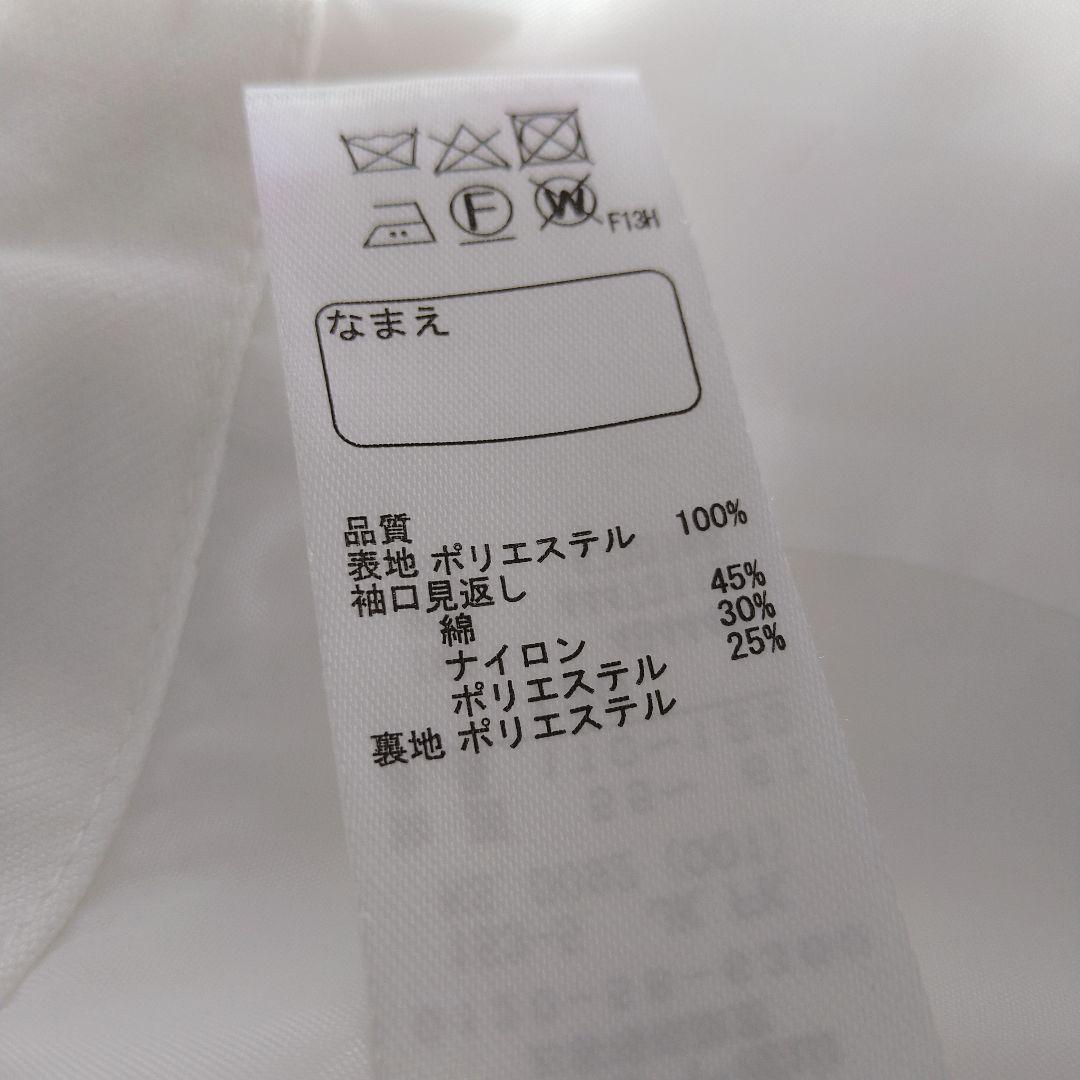 F
W
F13H
なまえ
品質
表地 ポリエステル 100%
袖口見返し
綿 45%
ナイロン 30%
ポリエステル 25%
裏地 ポリエステル